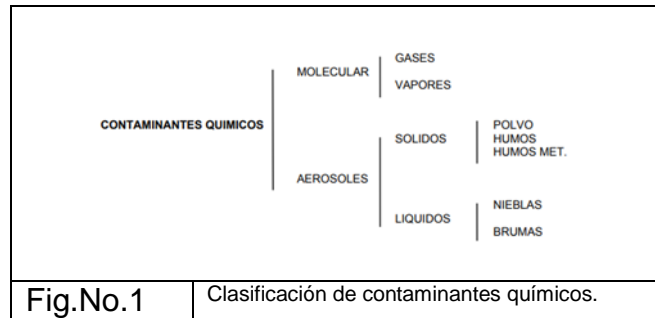 CONTAMINANTES QUIMICOS
MOLECULAR
GASES
VAPORES
AEROSOLES
SOLIDOS
POLVO
HUMOS
HUMOS MET.
LIQUIDOS
NIEBLAS
BRUMAS
Fig.No.1
Clasificación de contaminantes químicos.